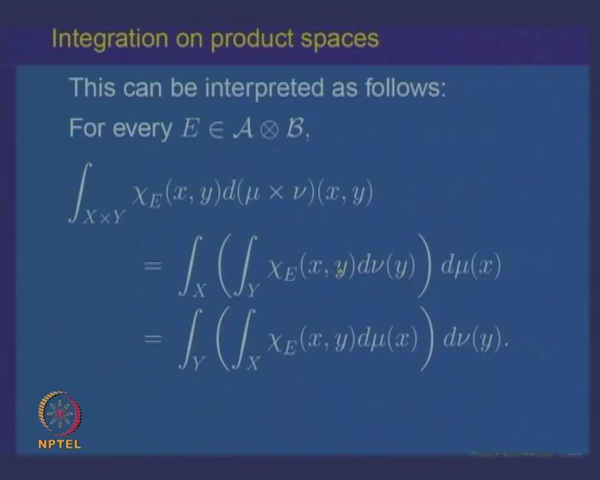 Integration on product spaces
This can be interpreted as follows:
For every E ∈ 𝒜 ⊗ ℬ,
∫_{X×Y} χ_E(x, y)d(μ × ν)(x, y)
= ∫_X (∫_Y χ_E(x, y)dν(y)) dμ(x)
= ∫_Y (∫_X χ_E(x, y)dμ(x)) dν(y).
NPTEL